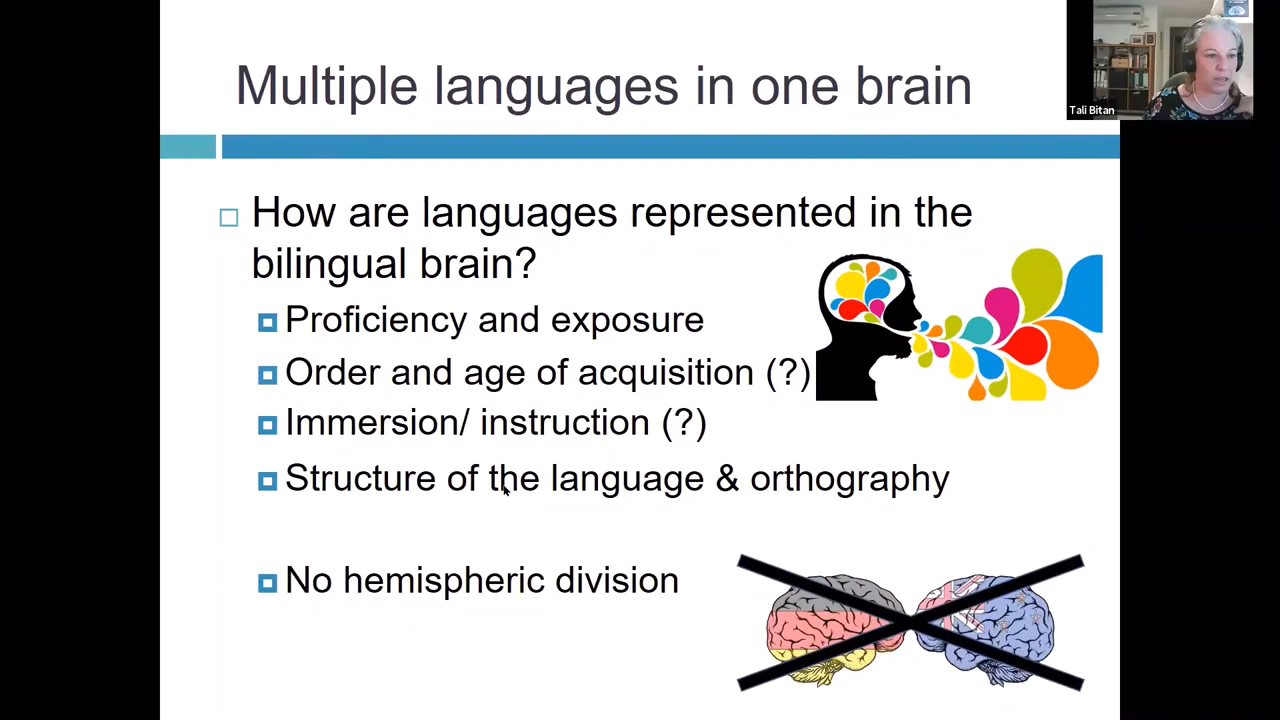 Multiple languages in one brain
Tali Bitan
How are languages represented in the
bilingual brain?
Proficiency and exposure
Order and age of acquisition (?)
Immersion/ instruction (?)
Structure of the language & orthography
No hemispheric division